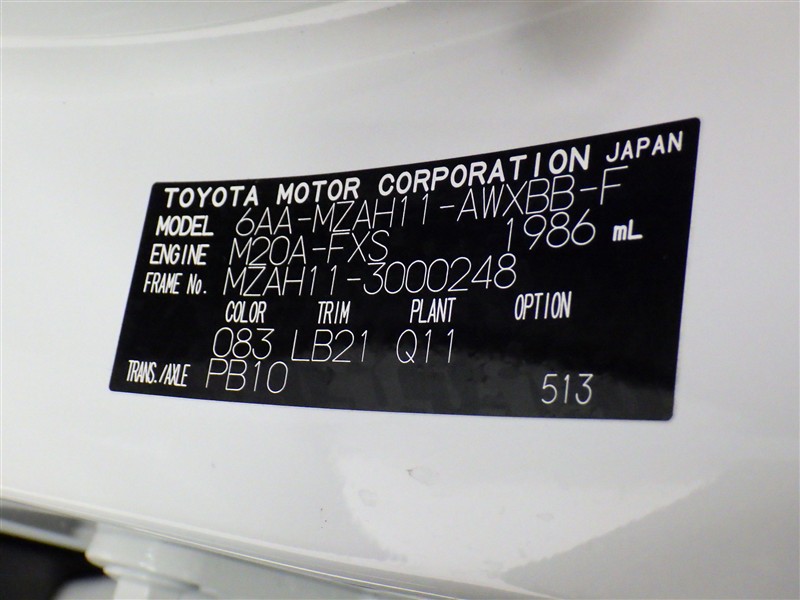 TOYOTA MOTOR CORPORATION JAPAN
MODEL 6AA-MZAH11-AWXBB-F
ENGINE M20A-FXS 1986 mL
FRAME No. MZAH11-3000248
COLOR TRIM PLANT OPTION
083 LB21 Q11
TRANS./AXLE PB10 513